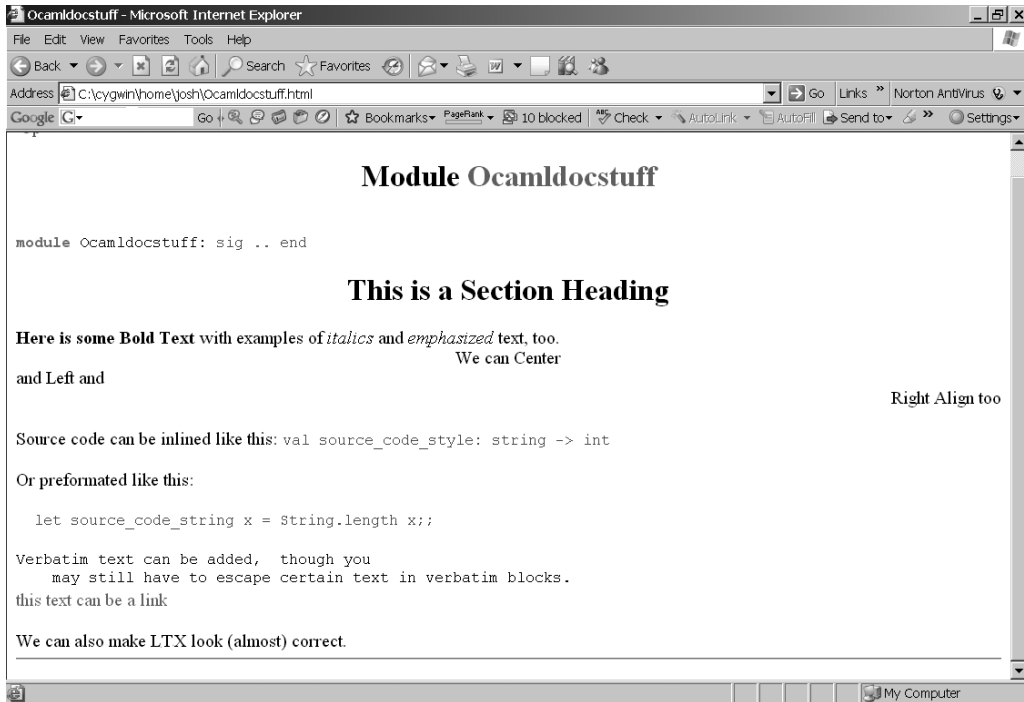 Ocamldocstuff - Microsoft Internet Explorer
File Edit View Favorites Tools Help
Back Search Favorites
Address C:\cygwin\home\josh\Ocamldocstuff.html Go Links » Norton AntiVirus
Google G Go Bookmarks PageRank 10 blocked ABC Check AutoLink AutoFill Send to » Settings
Module Ocamldocstuff
module Ocamldocstuff: sig .. end
This is a Section Heading
Here is some Bold Text with examples of italics and emphasized text, too.
We can Center
and Left and
Right Align too
Source code can be inlined like this: val source_code_style: string -> int
Or preformated like this:
let source_code_string x = String.length x;;
Verbatim text can be added,  though you
may still have to escape certain text in verbatim blocks.
this text can be a link
We can also make LTX look (almost) correct.
My Computer